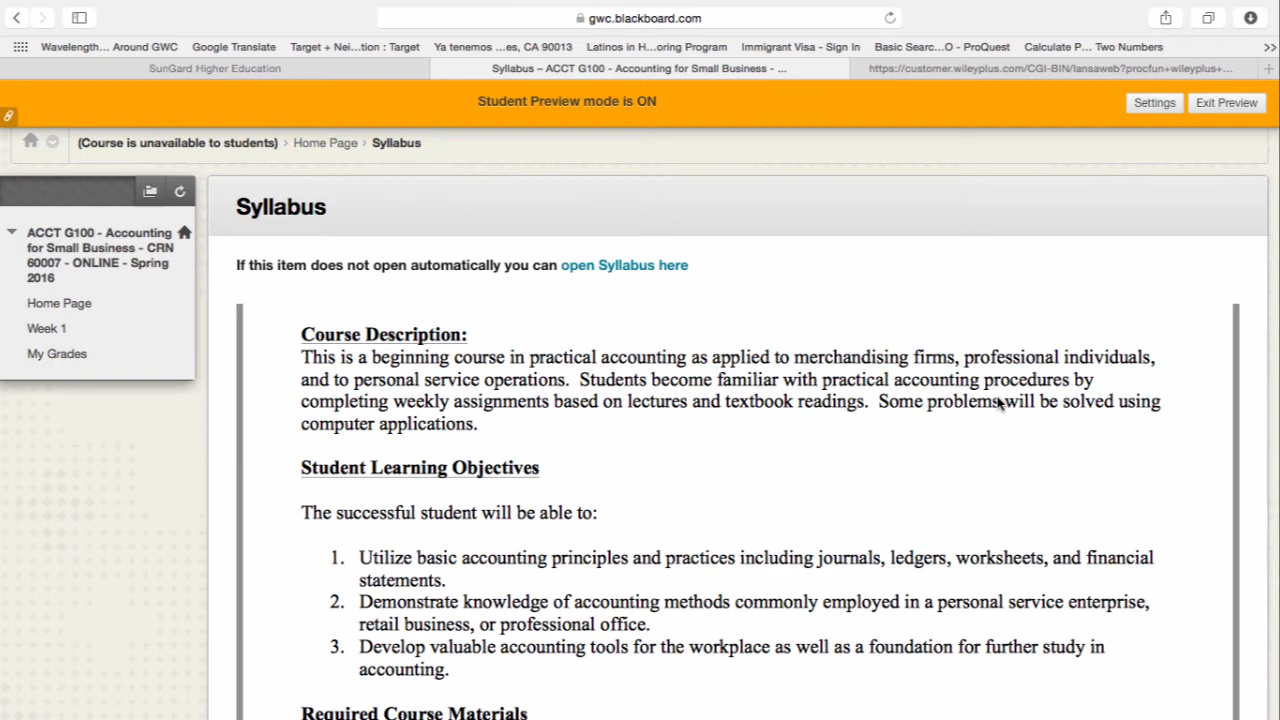 gwc.blackboard.com
Wavelength... Around GWC Google Translate Target + Nei...tion : Target Ya tenemos ...es, CA 90013 Latinos in H...oring Program Immigrant Visa - Sign In Basic Searc...O - ProQuest Calculate P... Two Numbers >>
SunGard Higher Education Syllabus – ACCT G100 - Accounting for Small Business - ... https://customer.wileyplus.com/CGI-BIN/lansaweb?procfun+wileyplus+... +
Student Preview mode is ON Settings Exit Preview
(Course is unavailable to students) > Home Page > Syllabus
Syllabus
ACCT G100 - Accounting
for Small Business - CRN
60007 - ONLINE - Spring
2016
Home Page
Week 1
My Grades
If this item does not open automatically you can open Syllabus here
Course Description:
This is a beginning course in practical accounting as applied to merchandising firms, professional individuals,
and to personal service operations. Students become familiar with practical accounting procedures by
completing weekly assignments based on lectures and textbook readings. Some problems will be solved using
computer applications.
Student Learning Objectives
The successful student will be able to:
1. Utilize basic accounting principles and practices including journals, ledgers, worksheets, and financial
statements.
2. Demonstrate knowledge of accounting methods commonly employed in a personal service enterprise,
retail business, or professional office.
3. Develop valuable accounting tools for the workplace as well as a foundation for further study in
accounting.
Required Course Materials